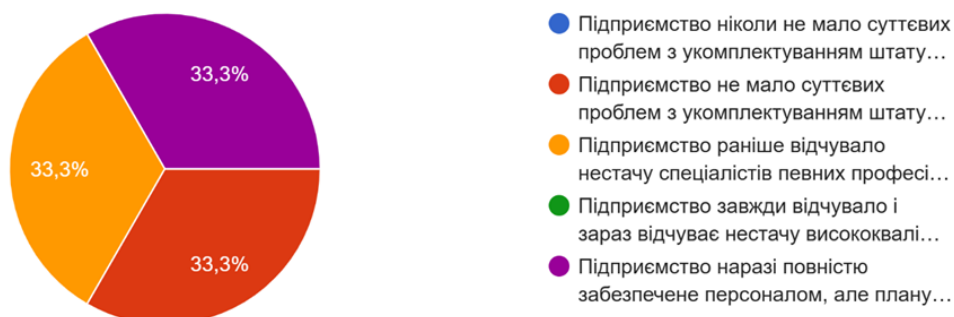 33,3%
33,3%
33,3%
Підприємство ніколи не мало суттєвих
проблем з укомплектуванням штату…
Підприємство не мало суттєвих
проблем з укомплектуванням штату…
Підприємство раніше відчувало
нестачу спеціалістів певних професі…
Підприємство завжди відчувало і
зараз відчуває нестачу висококвалі…
Підприємство наразі повністю
забезпечене персоналом, але плану…